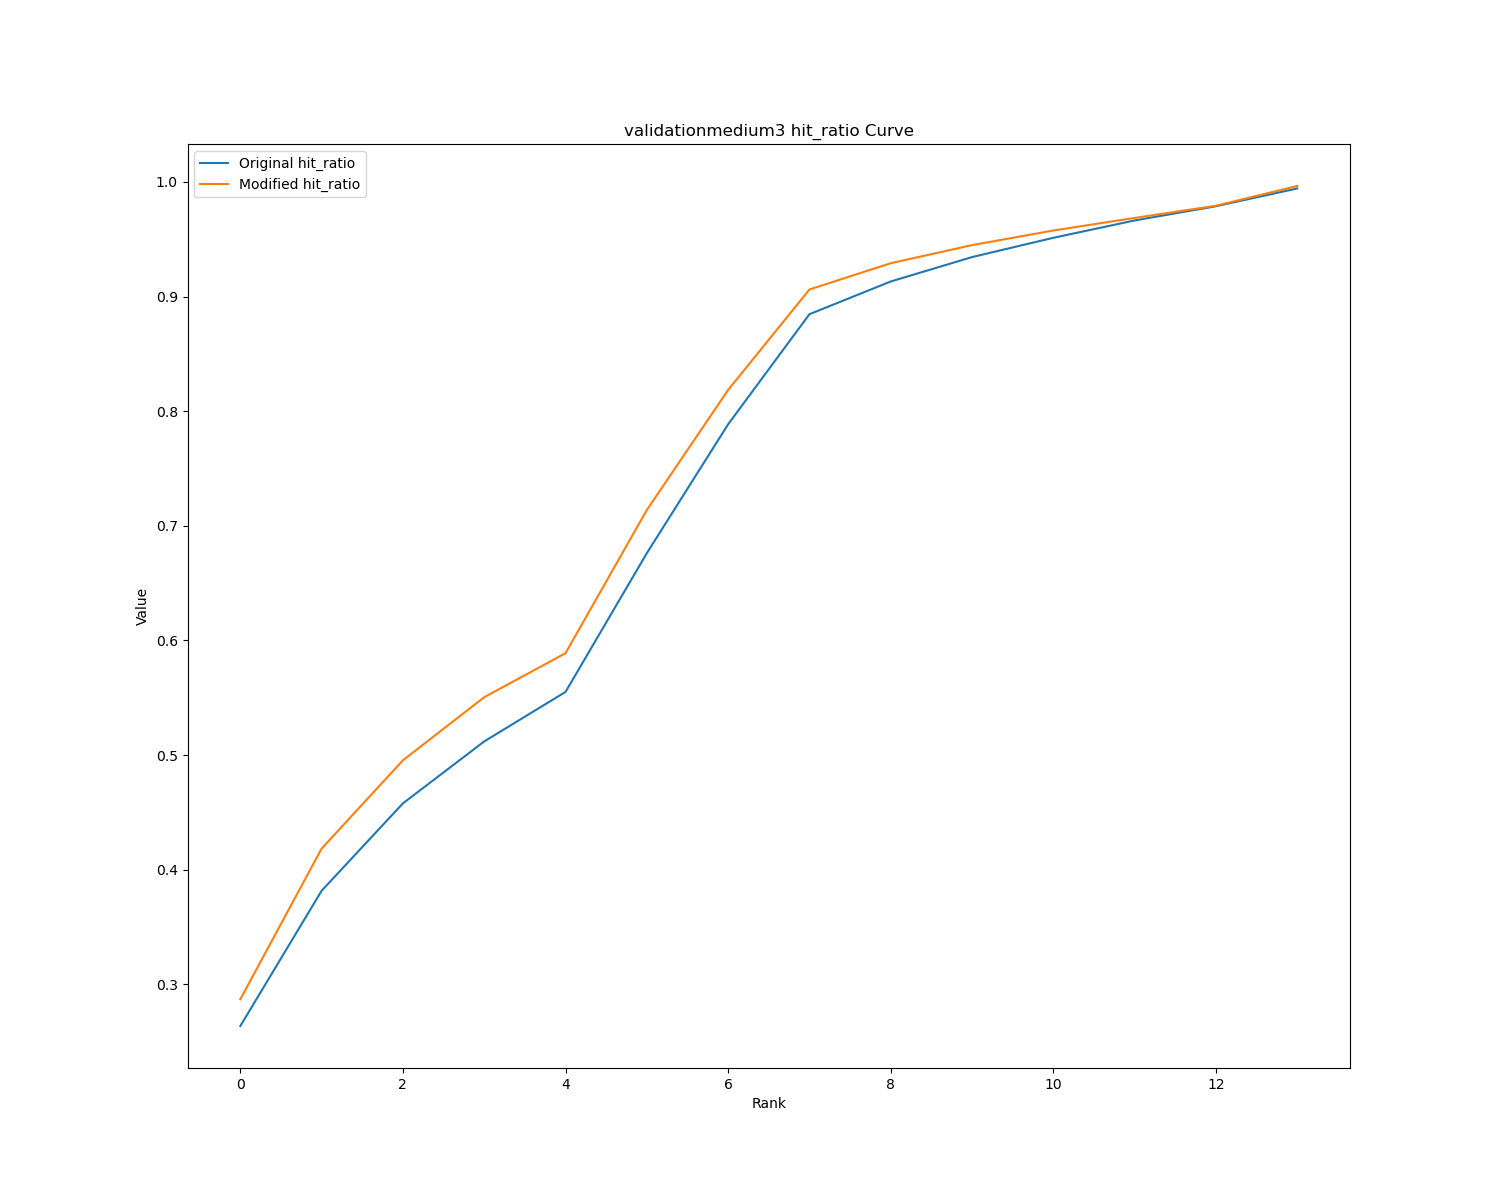 validationmedium3 hit_ratio Curve
Original hit_ratio
Modified hit_ratio
1.0
0.9
0.8
0.7
0.6
0.5
0.4
0.3
Value
0 2 4 6 8 10 12
Rank